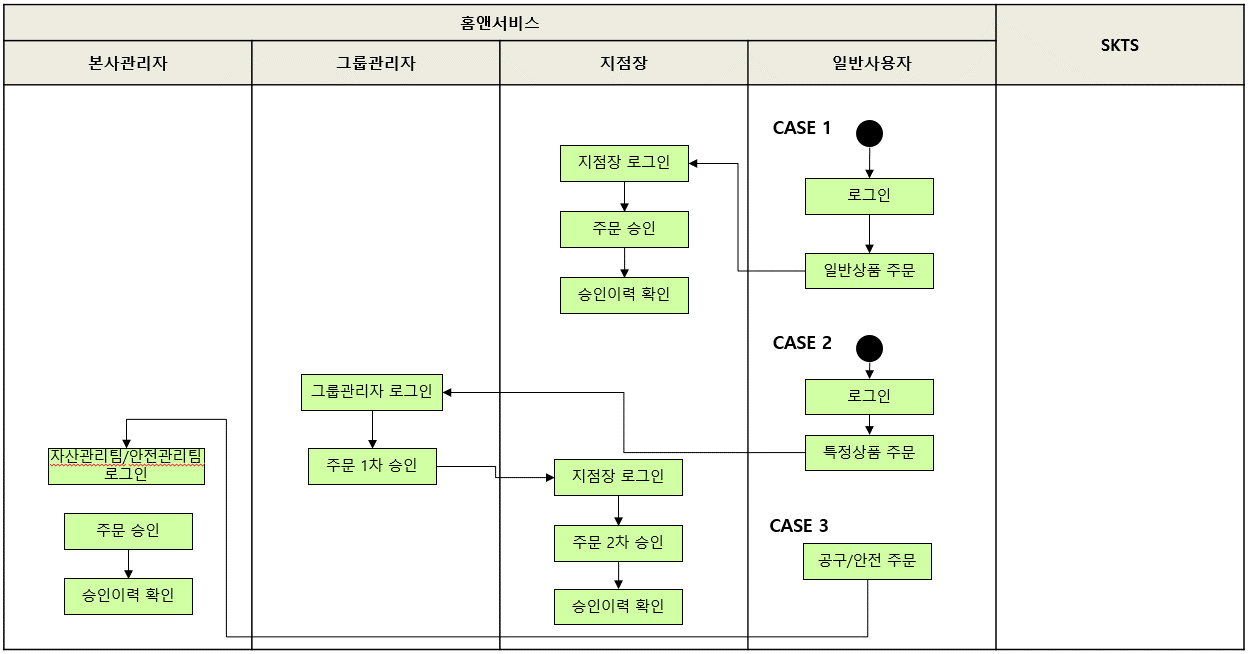 홈앤서비스
SKTS
본사관리자
그룹관리자
지점장
일반사용자
CASE 1
로그인
일반상품 주문
지점장 로그인
주문 승인
승인이력 확인
CASE 2
로그인
특정상품 주문
그룹관리자 로그인
주문 1차 승인
지점장 로그인
주문 2차 승인
승인이력 확인
CASE 3
공구/안전 주문
자산관리팀/안전관리팀
로그인
주문 승인
승인이력 확인